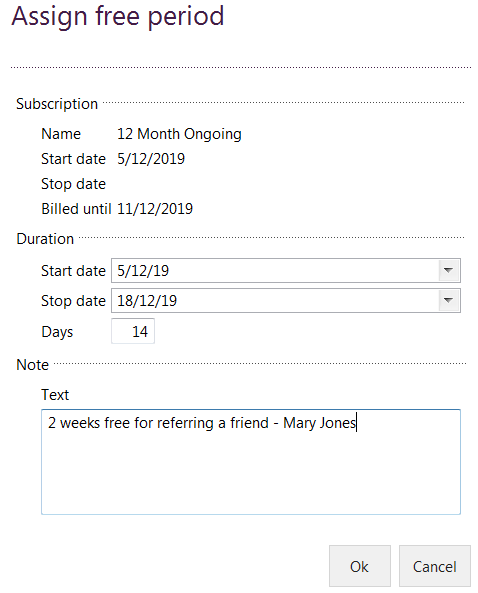 Assign free period
Subscription
Name 12 Month Ongoing
Start date 5/12/2019
Stop date
Billed until 11/12/2019
Duration
Start date 5/12/19
Stop date 18/12/19
Days 14
Note
Text
2 weeks free for referring a friend - Mary Jones
Ok Cancel